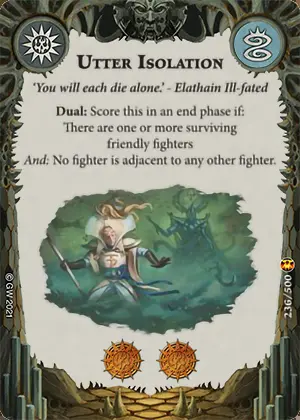 UTTER ISOLATION
'You will each die alone.' - Elathain Ill-fated
Dual: Score this in an end phase if:
There are one or more surviving
friendly fighters
And: No fighter is adjacent to any other fighter.
© GW 2021
236/500